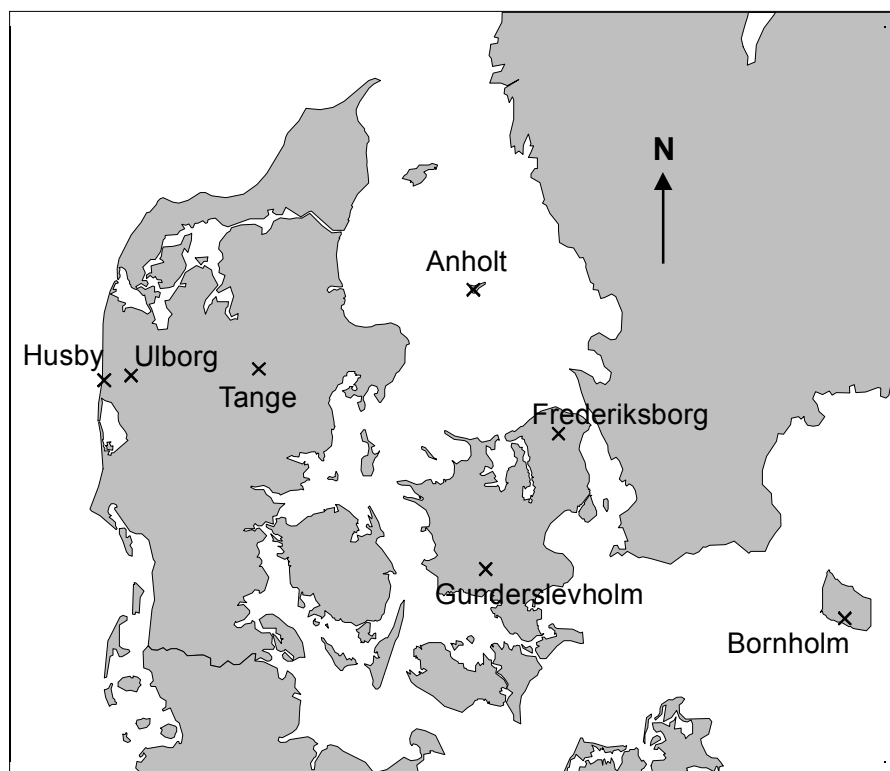 N
Anholt
Husby
Ulborg
Tange
Frederiksborg
Gunderslevholm
Bornholm